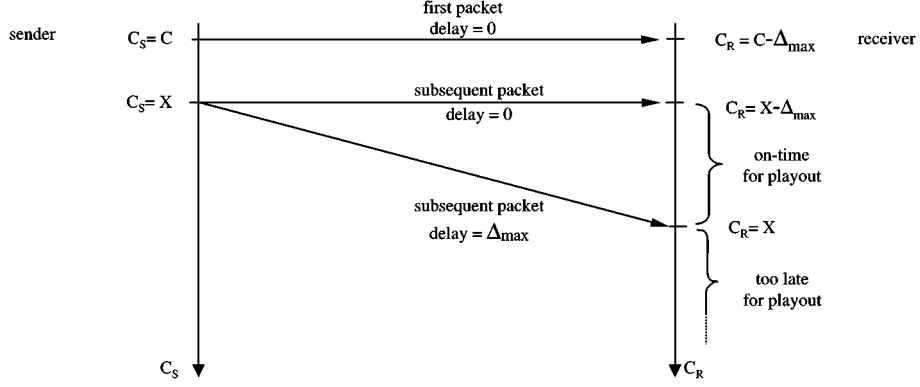 first packet
delay = 0
sender
C_S = C
C_R = C-Δ_max
receiver
C_S = X
subsequent packet
delay = 0
C_R = X-Δ_max
on-time
for playout
subsequent packet
delay = Δ_max
C_R = X
too late
for playout
C_S
C_R